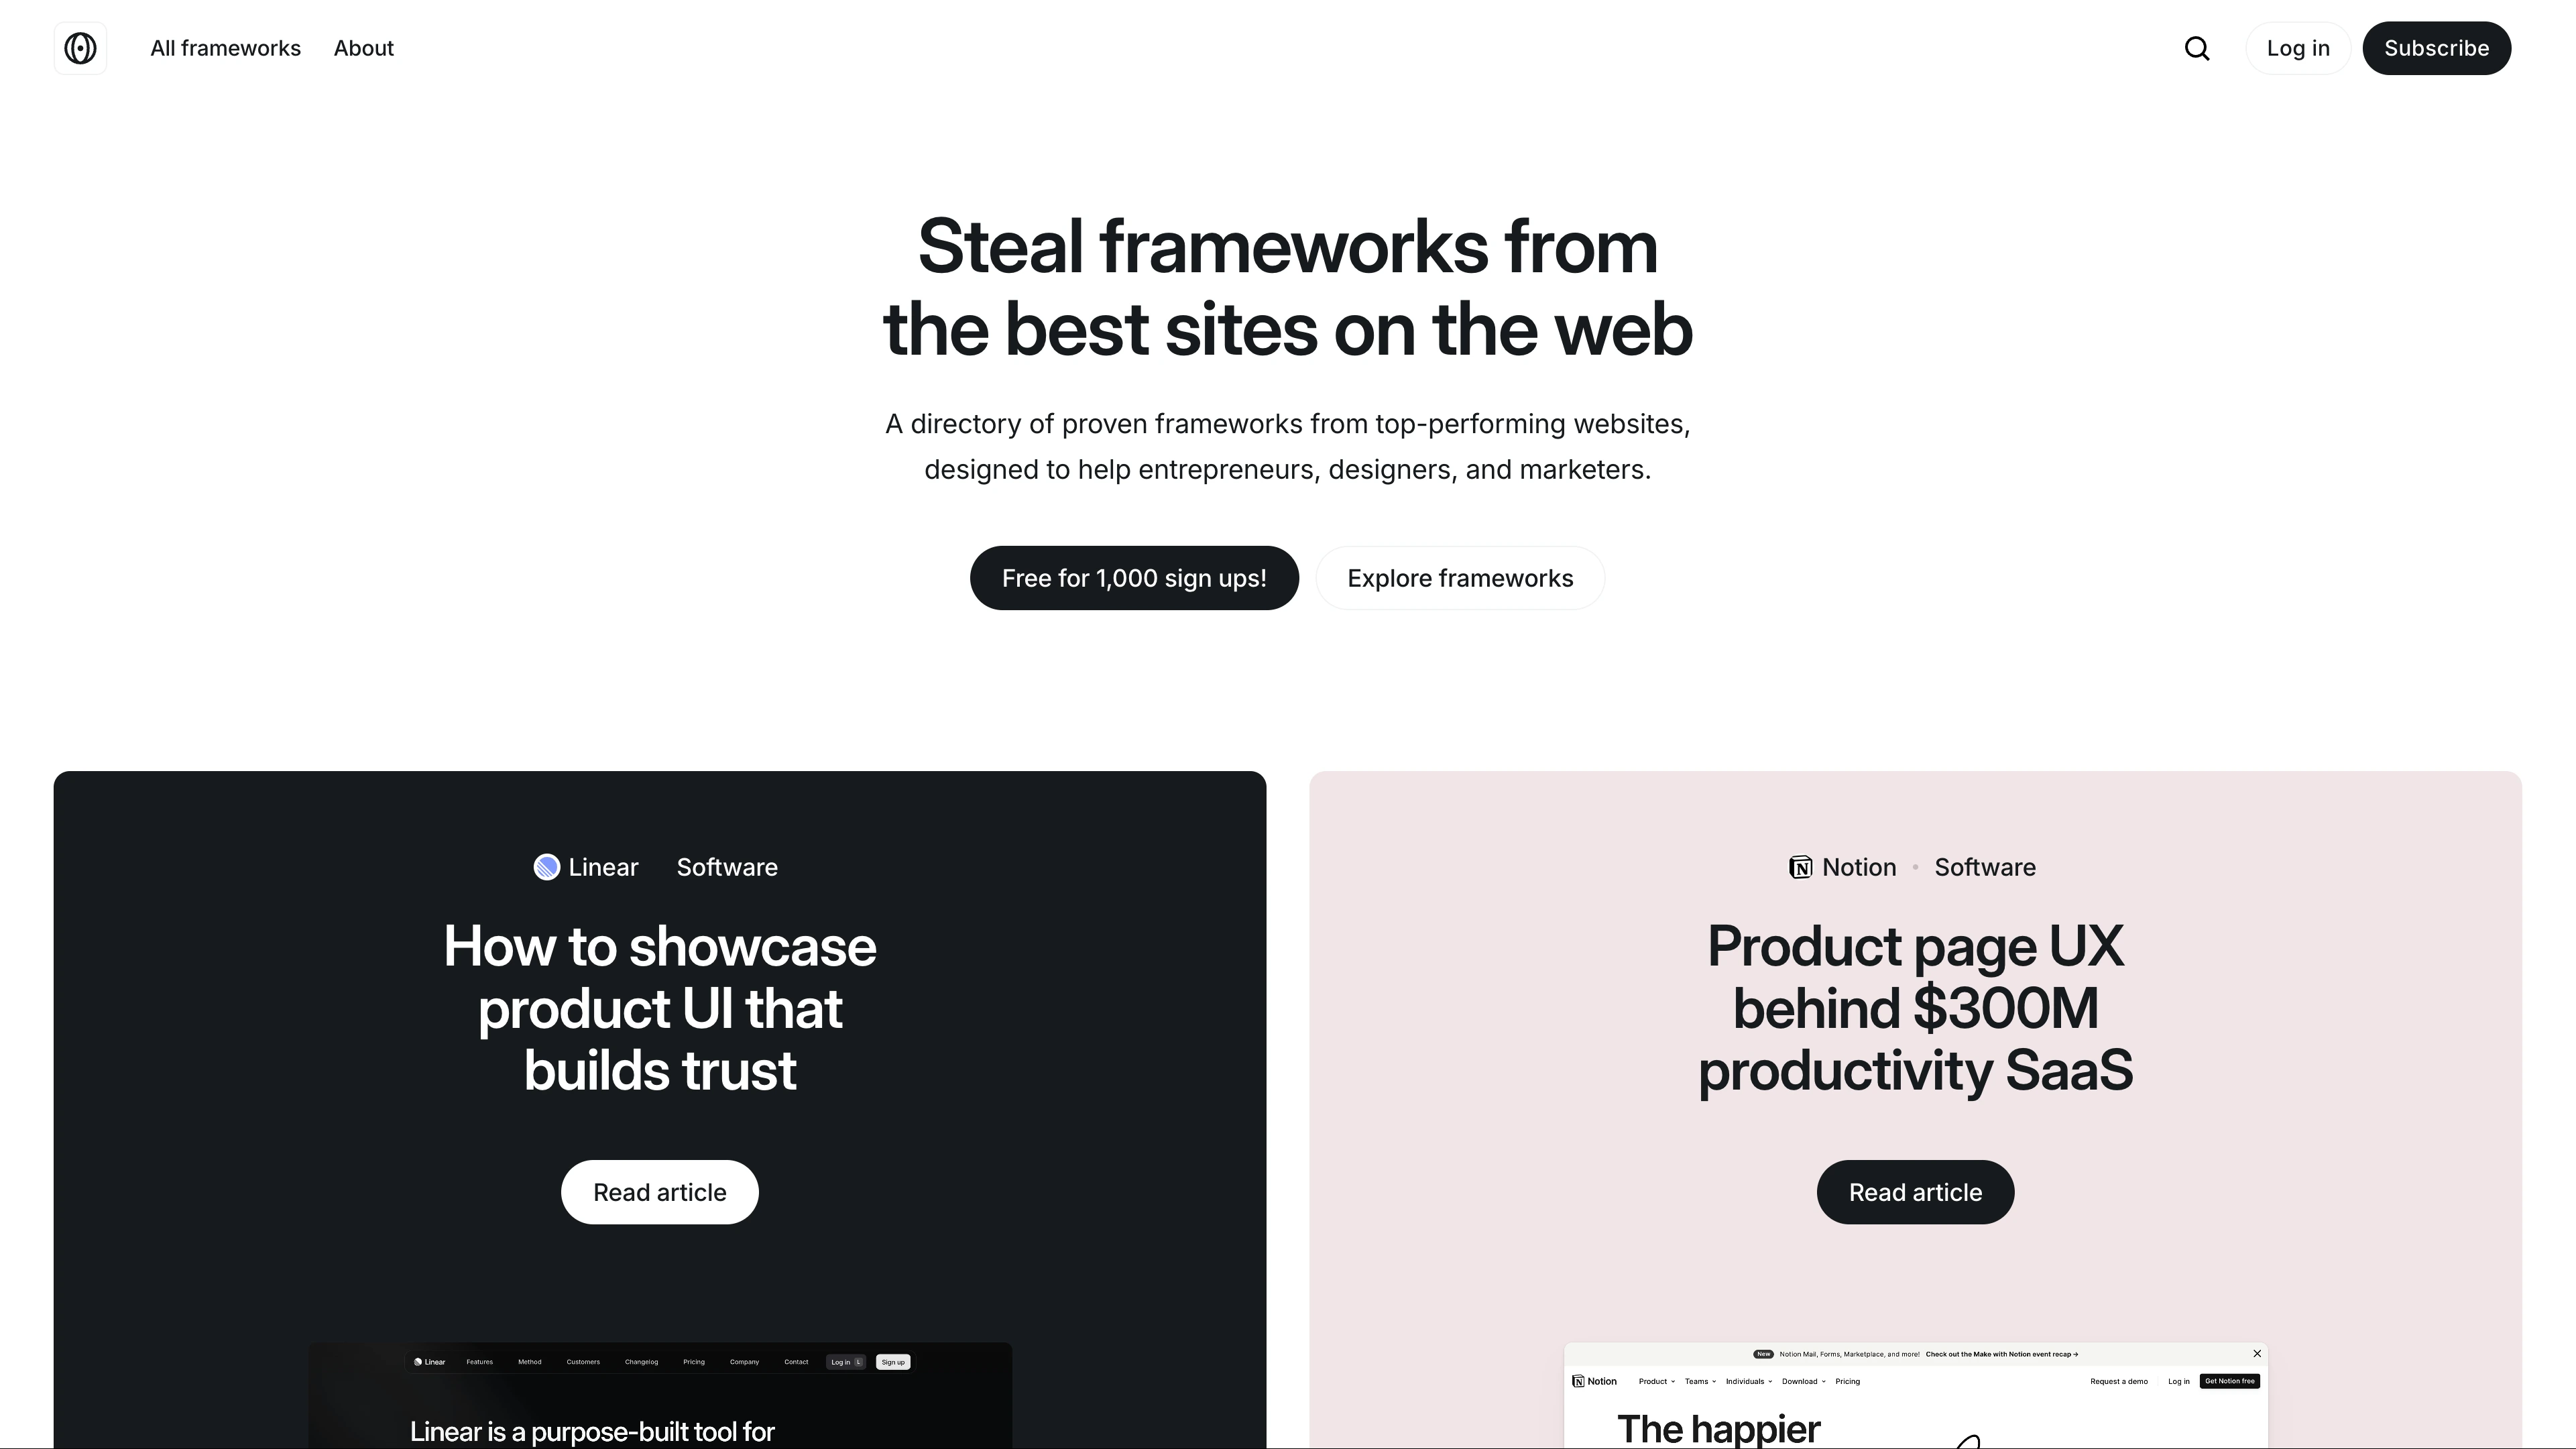 All frameworks
About
Log in
Subscribe
Steal frameworks from
the best sites on the web
A directory of proven frameworks from top-performing websites,
designed to help entrepreneurs, designers, and marketers.
Free for 1,000 sign ups!
Explore frameworks
Linear Software
How to showcase
product UI that
builds trust
Read article
Linear Features Method Customers Changelog Pricing Company Contact Log in L Sign up
Linear is a purpose-built tool for
N Notion • Software
Product page UX
behind $300M
productivity SaaS
Read article
New Notion Mail, Forms, Marketplace, and more! Check out the Make with Notion event recap →
N Notion Product Teams Individuals Download Pricing Request a demo Log in Get Notion free
The happier